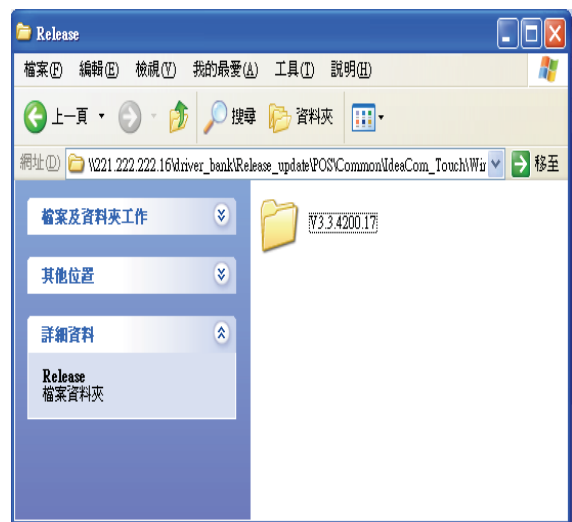 Release
檔案(F) 編輯(E) 檢視(V) 我的最愛(A) 工具(T) 說明(H)
上一頁 搜尋 資料夾
網址(D) \\221.222.222.16\driver_bank\Release_update\POS\Common\IdeaCom_Touch\Wir 移至
檔案及資料夾工作
其他位置
詳細資料
Release
檔案資料夾
V3.3.4200.17